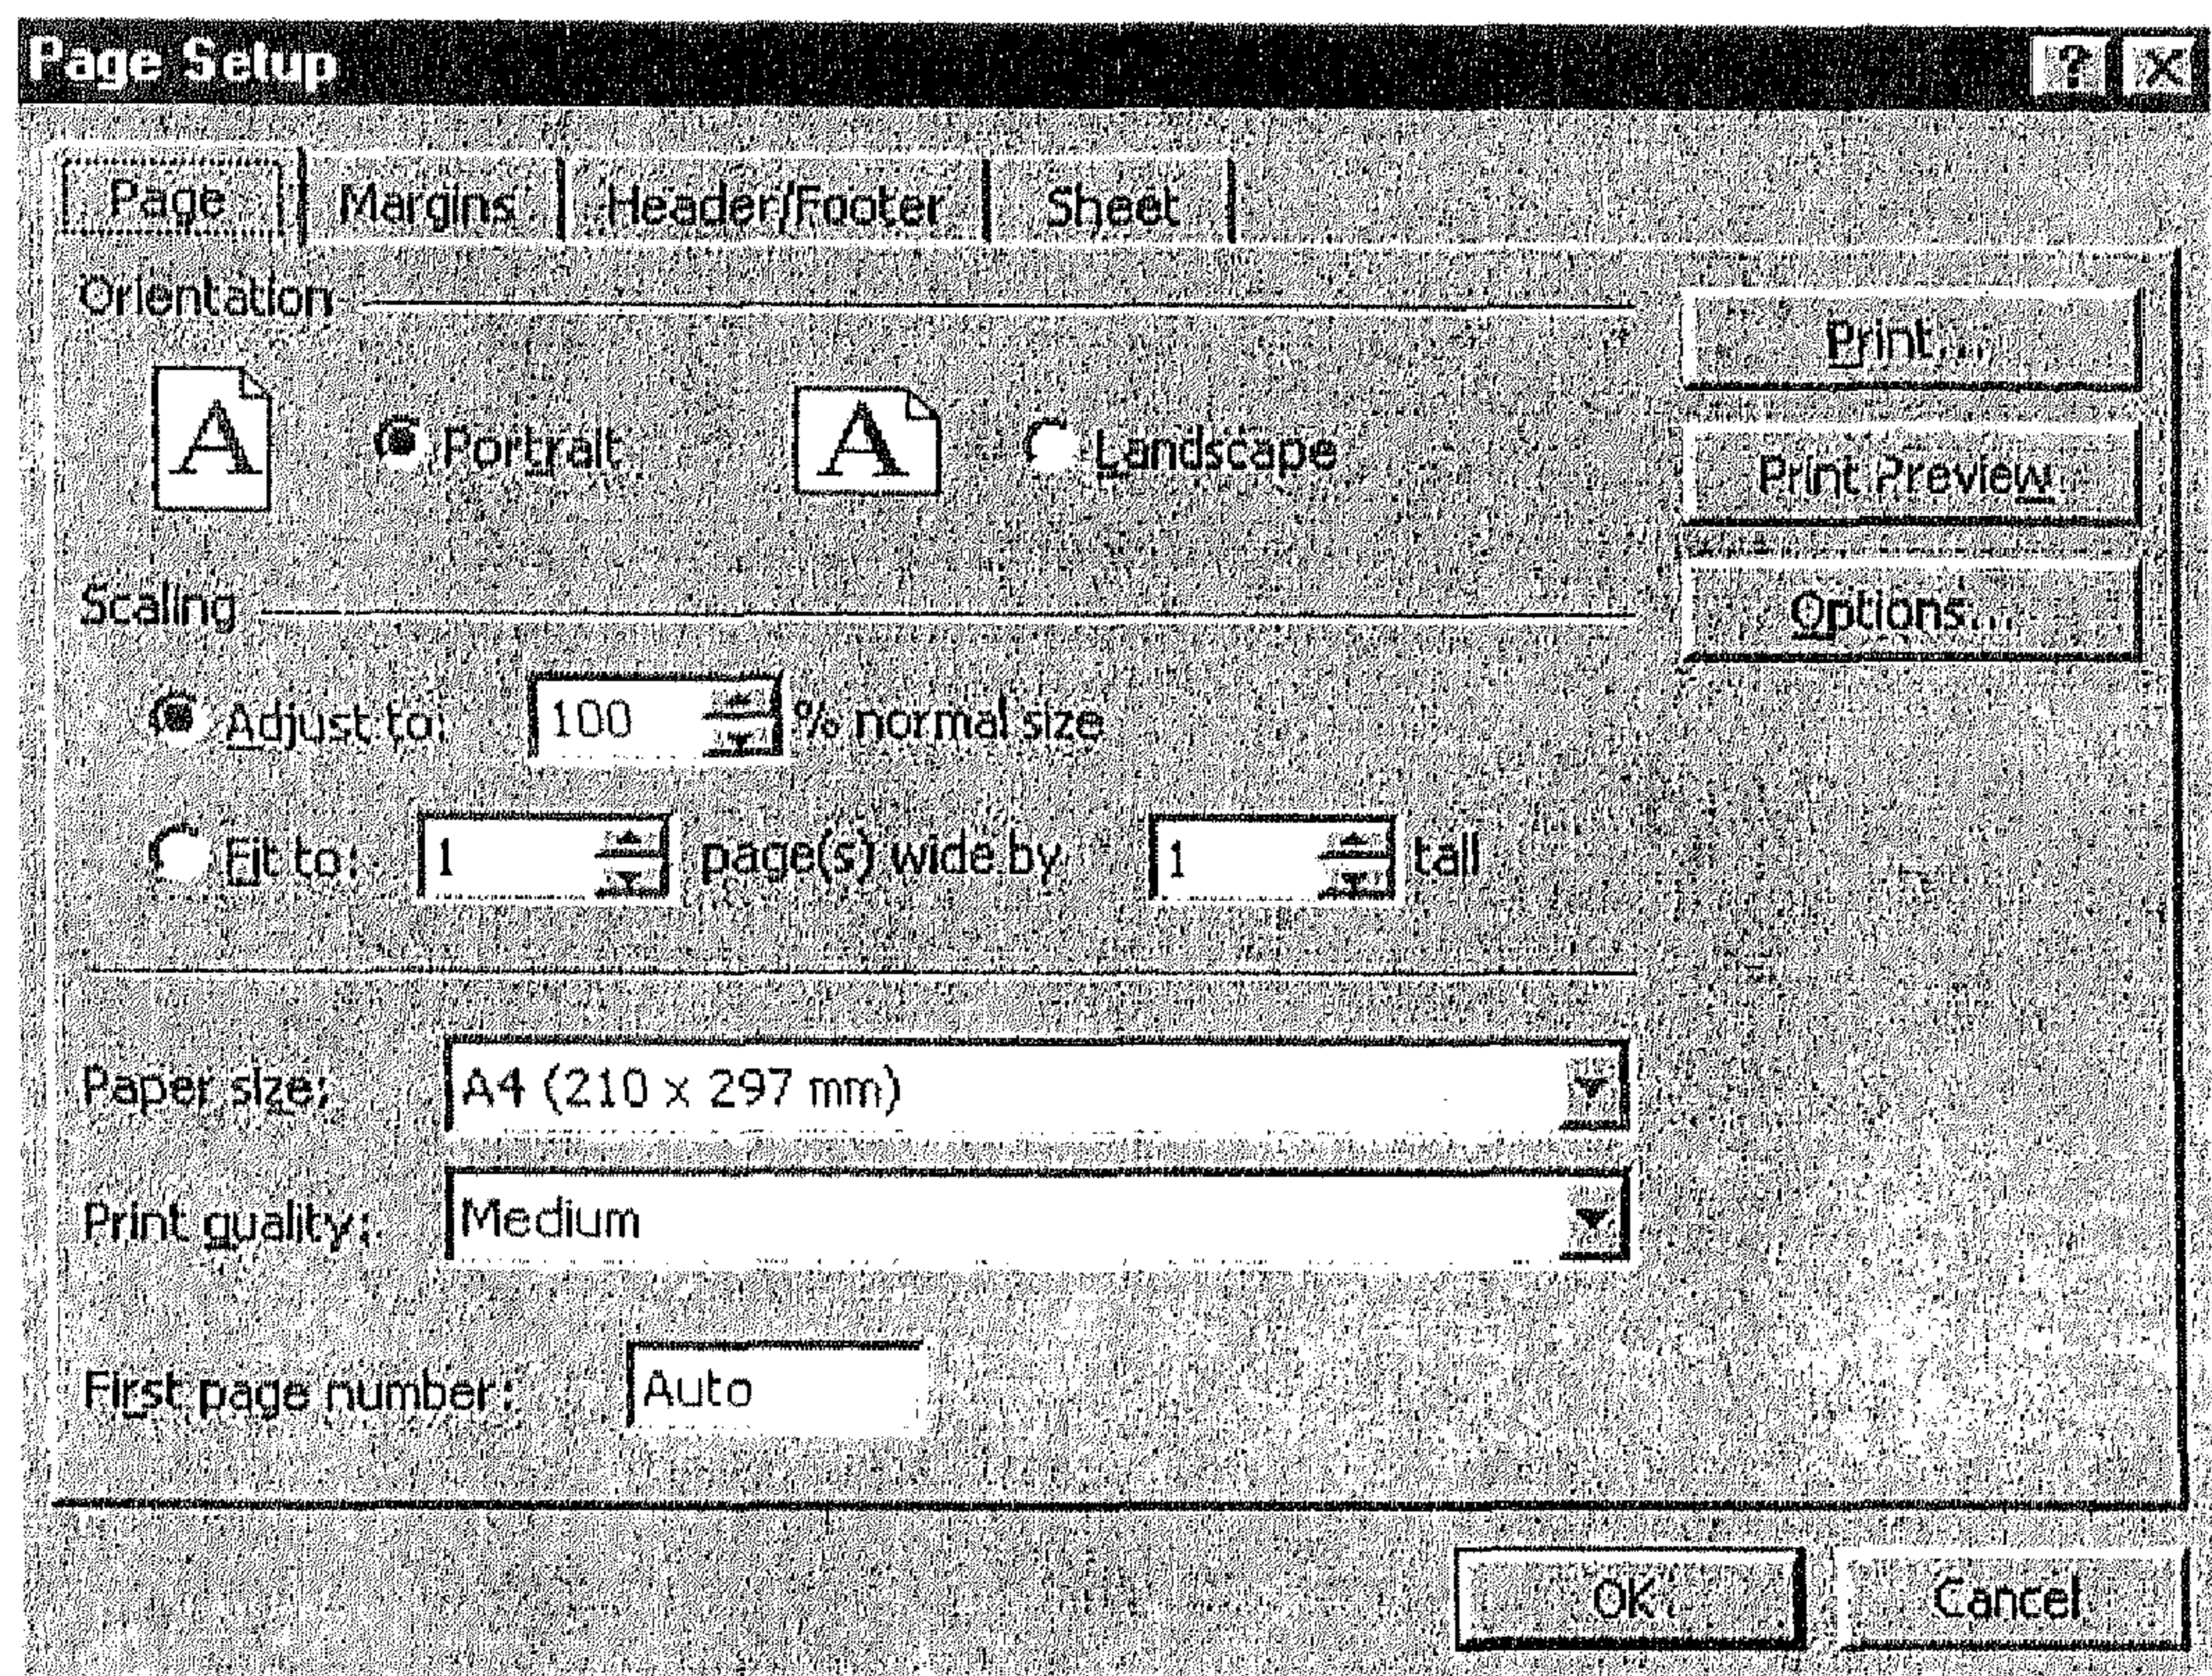 Page Setup
? X
Page Margins Header/Footer Sheet
Orientation
Print...
A Portrait A Landscape
Print Preview
Scaling
Options...
Adjust to: 100 % normal size
Fit to: 1 page(s) wide by 1 tall
Paper size: A4 (210 x 297 mm)
Print quality: Medium
First page number: Auto
OK Cancel